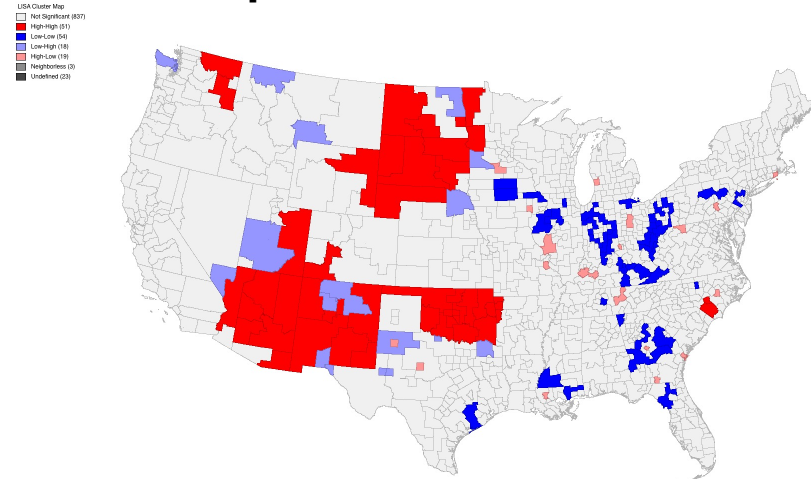 LISA Cluster Map
Not Significant (837)
High-High (51)
Low-Low (54)
Low-High (18)
High-Low (19)
Neighborless (3)
Undefined (23)